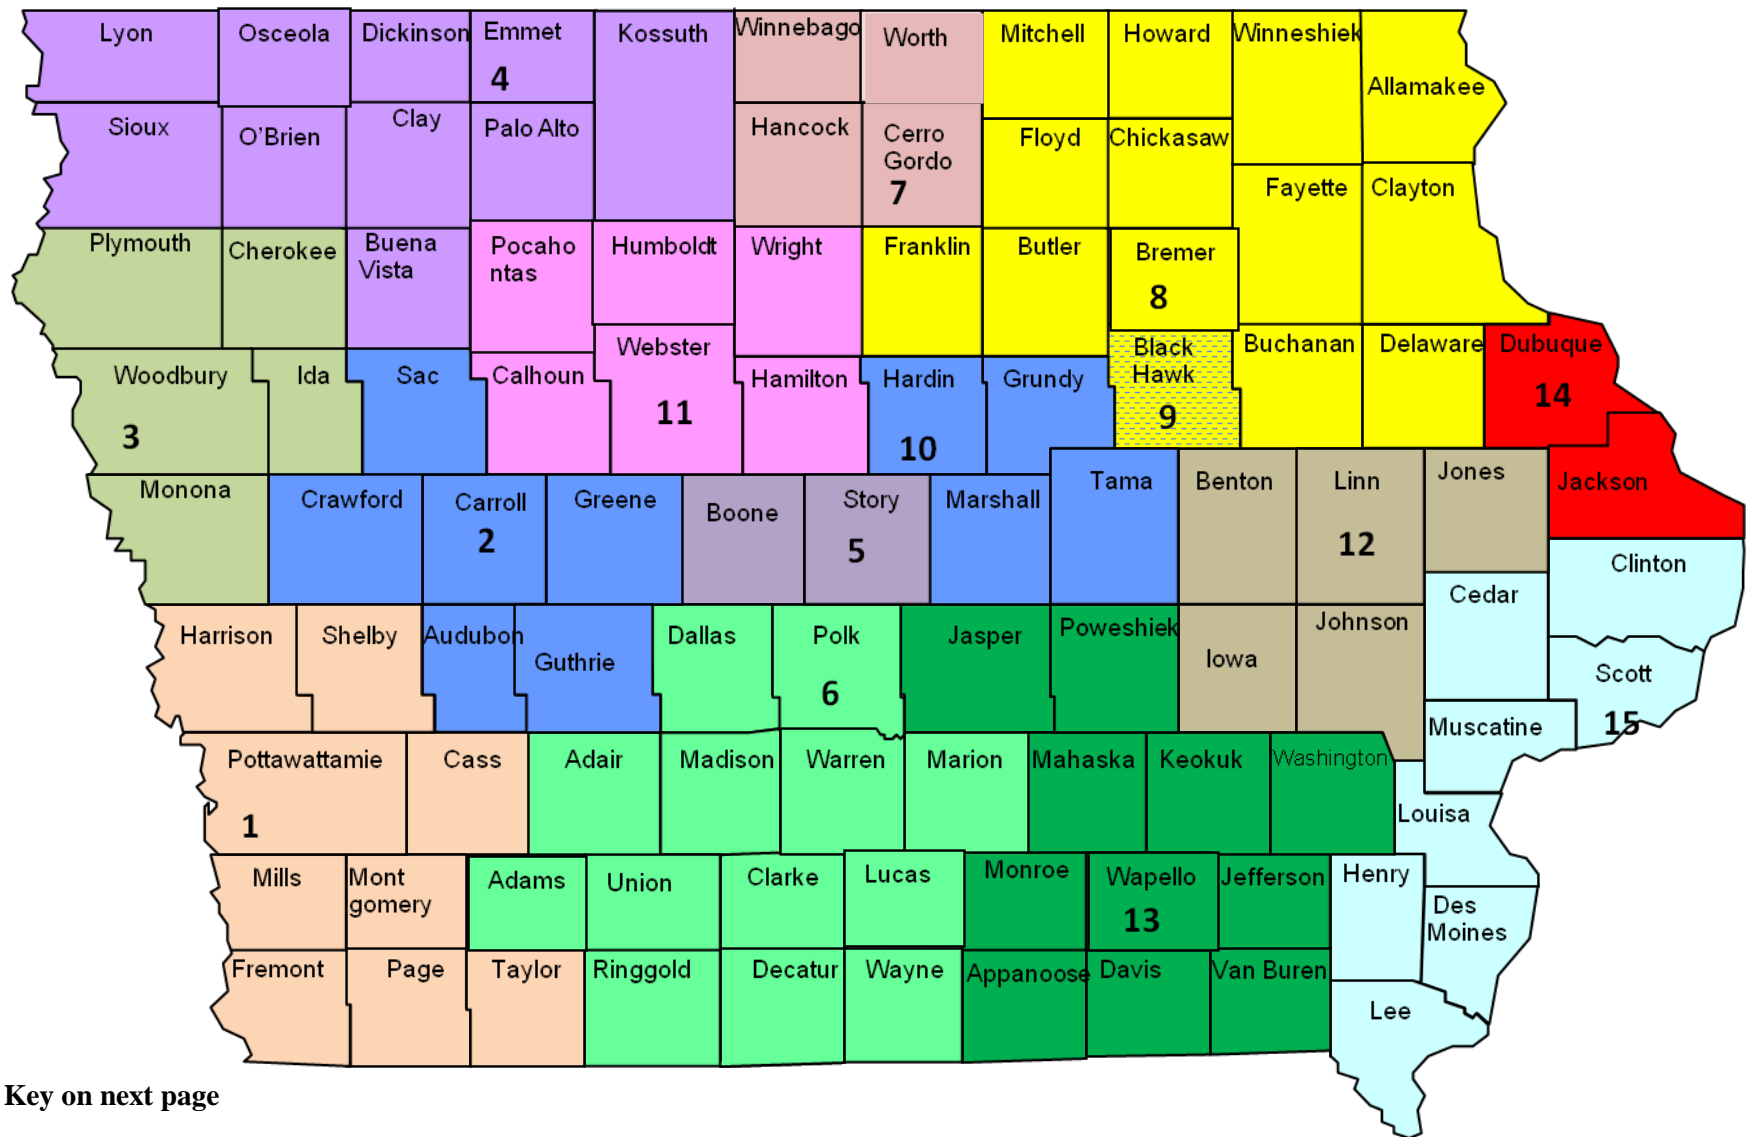 Lyon
Osceola
Dickinson
Emmet
4
Kossuth
Winnebago
Worth
Mitchell
Howard
Winneshiek
Allamakee
Sioux
O'Brien
Clay
Palo Alto
Hancock
Cerro
Gordo
7
Floyd
Chickasaw
Fayette
Clayton
Plymouth
Cherokee
Buena
Vista
Pocaho
ntas
Humboldt
Wright
Franklin
Butler
Bremer
8
Woodbury
3
Ida
Sac
Calhoun
Webster
11
Hamilton
Hardin
10
Grundy
Black
Hawk
9
Buchanan
Delaware
Dubuque
14
Monona
Crawford
Carroll
2
Greene
Boone
Story
5
Marshall
Tama
Benton
Linn
12
Jones
Jackson
Clinton
Cedar
Harrison
Shelby
Audubon
Guthrie
Dallas
Polk
6
Jasper
Poweshiek
Iowa
Johnson
Scott
15
Muscatine
Pottawattamie
1
Cass
Adair
Madison
Warren
Marion
Mahaska
Keokuk
Washington
Louisa
Mills
Mont
gomery
Adams
Union
Clarke
Lucas
Monroe
Wapello
13
Jefferson
Henry
Des
Moines
Fremont
Page
Taylor
Ringgold
Decatur
Wayne
Appanoose
Davis
Van Buren
Lee
Key on next page